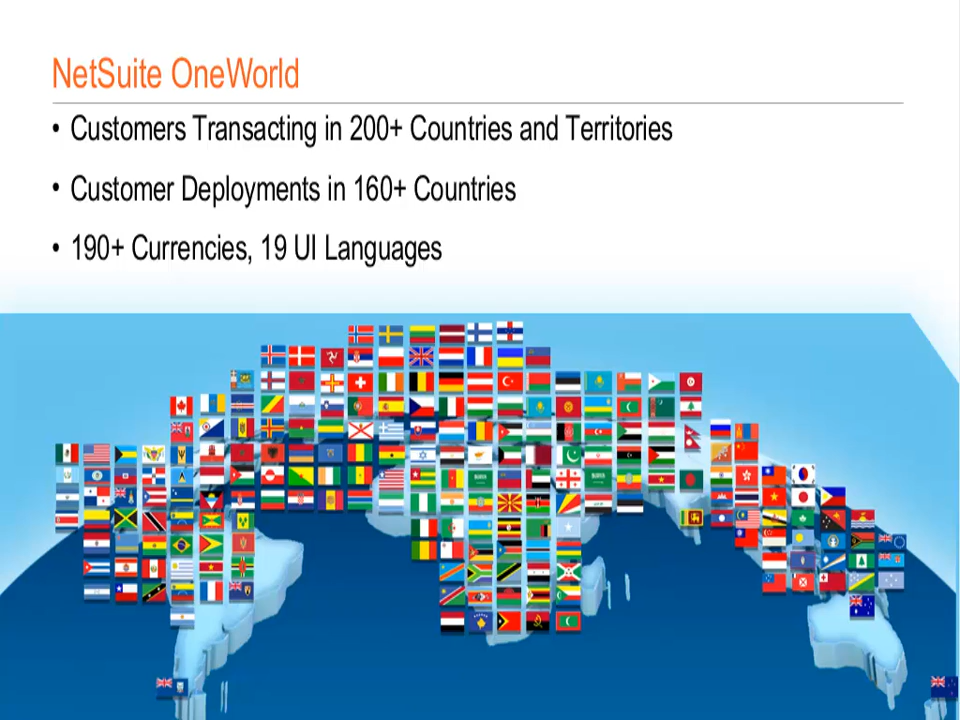 NetSuite OneWorld
• Customers Transacting in 200+ Countries and Territories
• Customer Deployments in 160+ Countries
• 190+ Currencies, 19 UI Languages